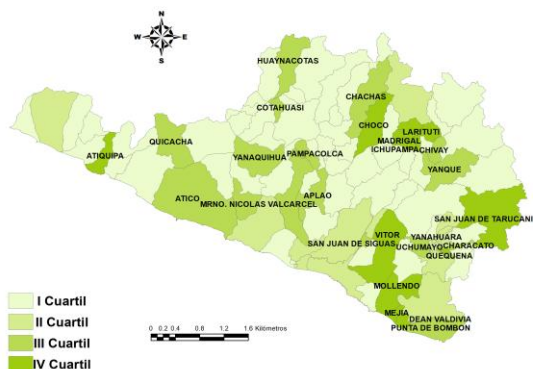 N
W E
S
HUAYNACOTAS
COTAHUASI
CHACHAS
CHOCO
LARITUTI
MADRIGAL
ICHUPAMPACHIVAY
YANQUE
ATIQUIPA
QUICACHA
YANAQUIHUA
PAMPACOLCA
ATICO
MRNO. NICOLAS VALCARCEL
APLAO
SAN JUAN DE TARUCANI
SAN JUAN DE SIGUAS
VITOR
YANAHUARA
UCHUMAYO
CHARACATO
QUEQUENA
MOLLENDO
MEJIA
DEAN VALDIVIA
PUNTA DE BOMBON
I Cuartil
II Cuartil
III Cuartil
IV Cuartil
0 0.2 0.4 0.8 1.2 1.6 Kilómetros